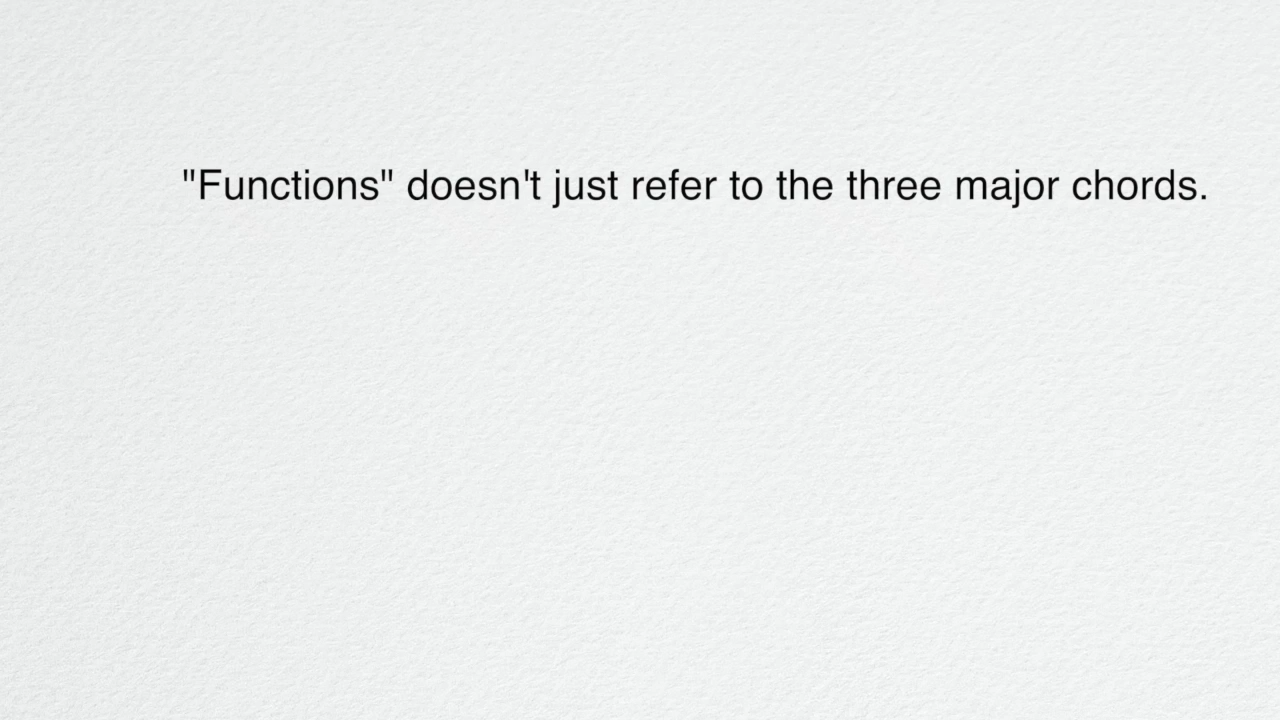 "Functions" doesn't just refer to the three major chords.